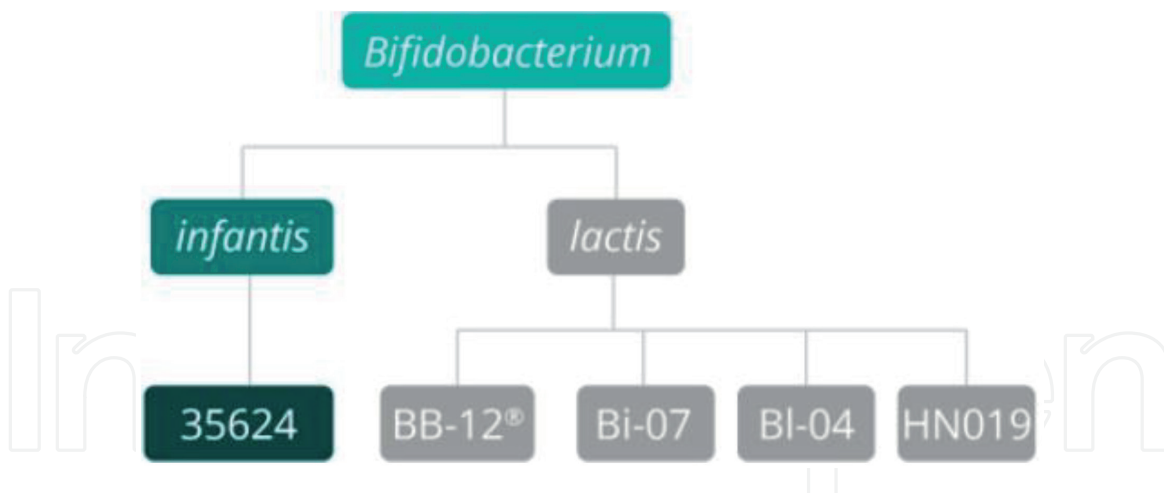 Bifidobacterium
infantis
lactis
35624
BB-12®
Bi-07
Bl-04
HN019